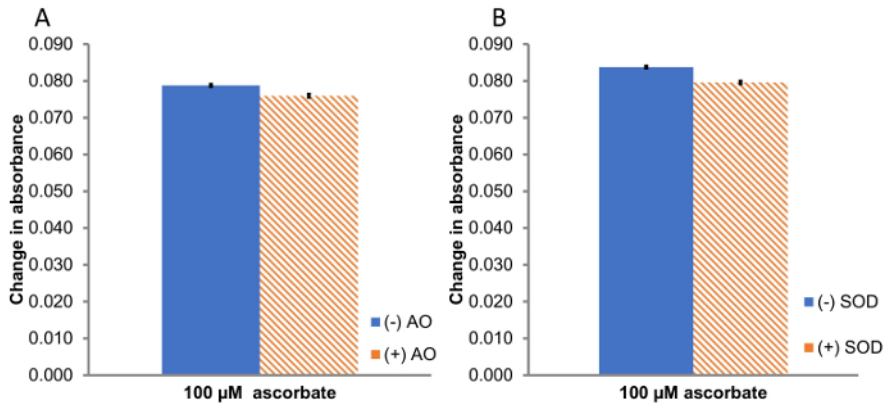 A
0.090
0.080
0.070
0.060
0.050
0.040
0.030
0.020
0.010
0.000
Change in absorbance
(-) AO
(+) AO
100 µM ascorbate
B
0.090
0.080
0.070
0.060
0.050
0.040
0.030
0.020
0.010
0.000
Change in absorbance
(-) SOD
(+) SOD
100 µM ascorbate